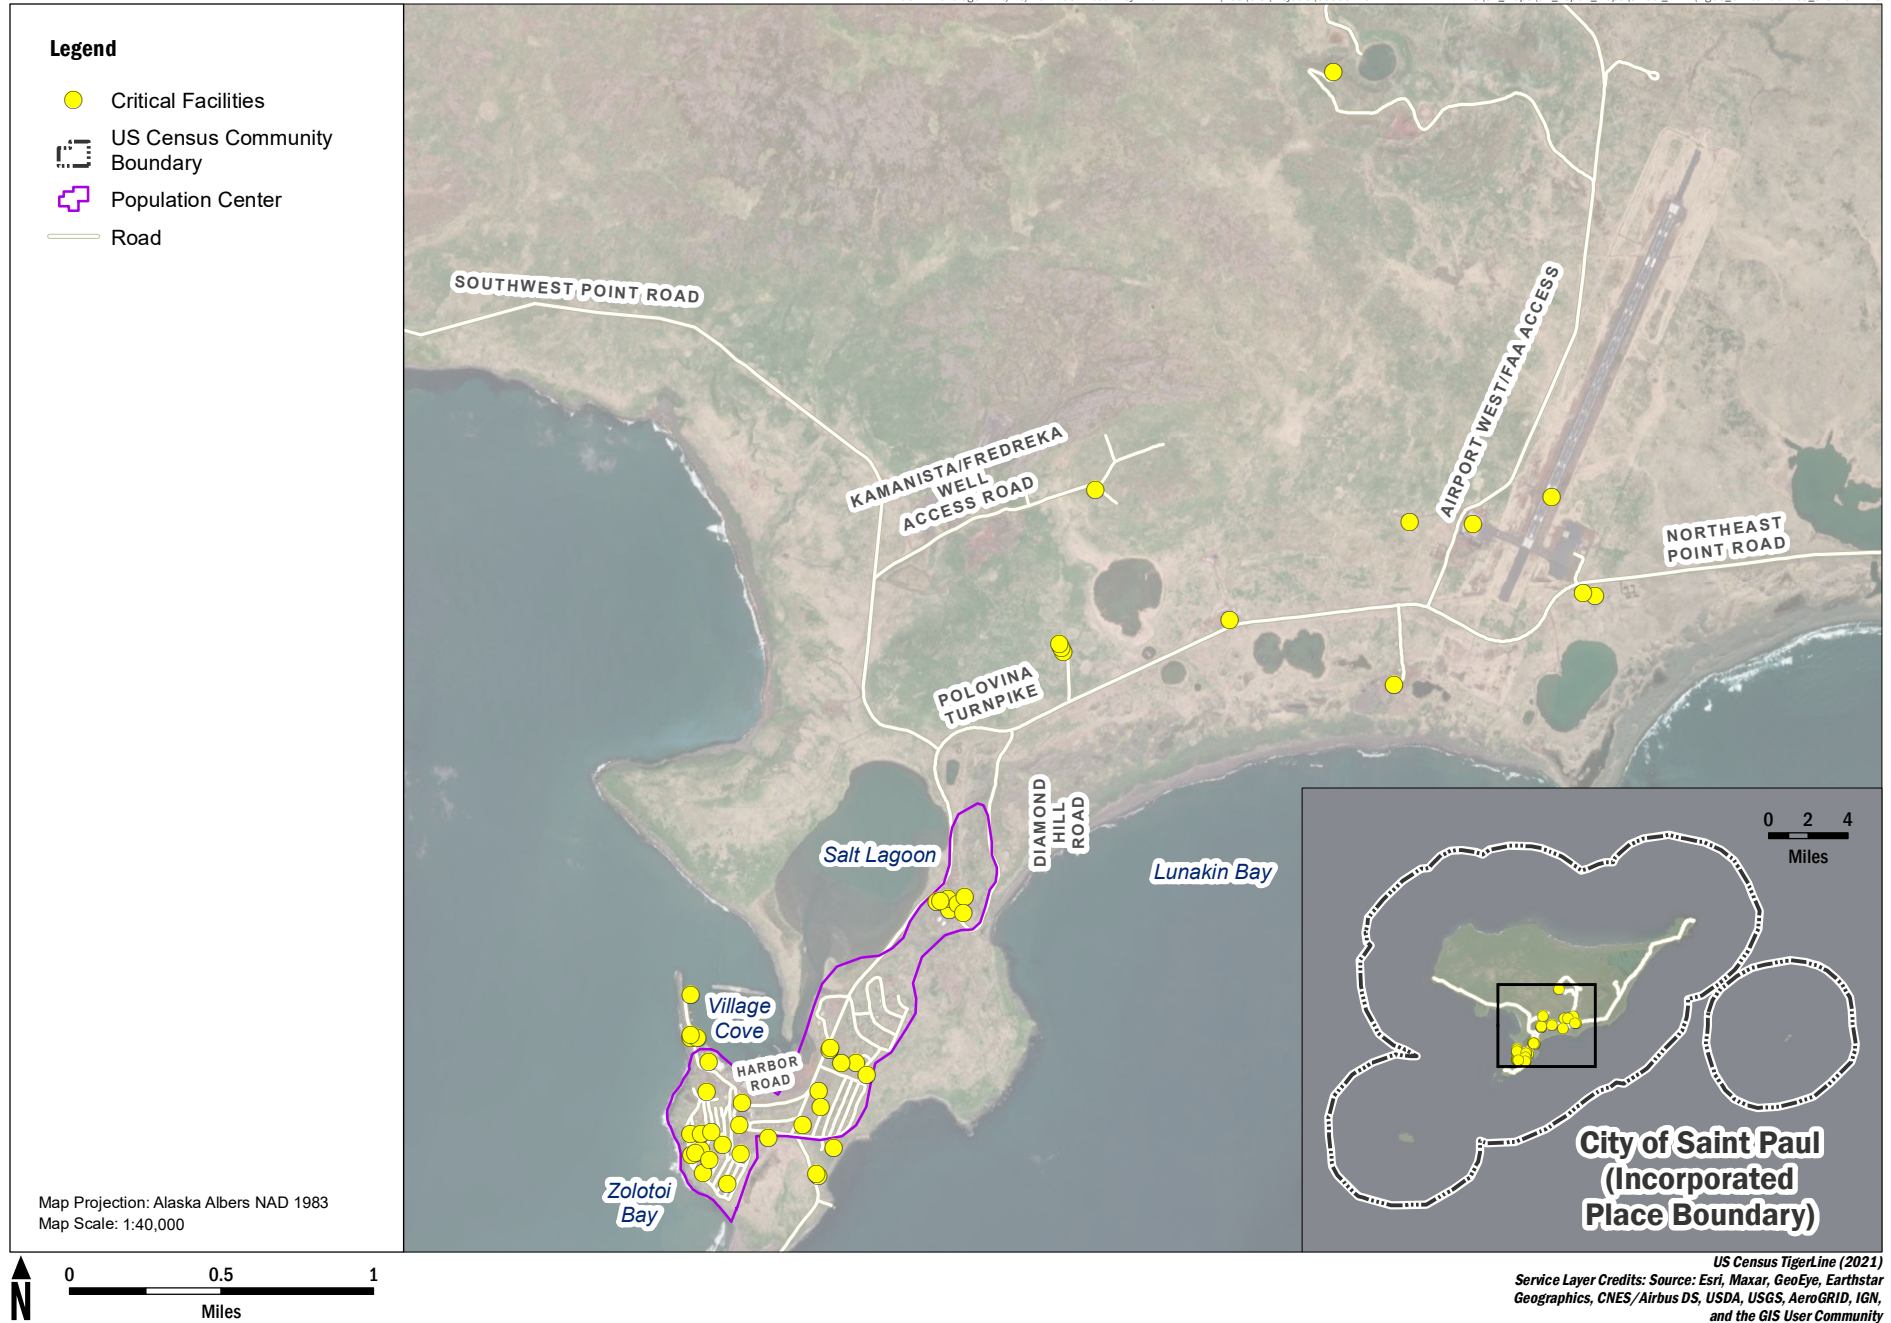 Legend
Critical Facilities
US Census Community
Boundary
Population Center
Road
SOUTHWEST POINT ROAD
KAMANISTA/FREDREKA
WELL
ACCESS ROAD
AIRPORT WEST/FAA ACCESS
NORTHEAST
POINT ROAD
POLOVINA
TURNPIKE
DIAMOND
HILL
ROAD
Salt Lagoon
Lunakin Bay
Village
Cove
HARBOR
ROAD
Zolotoi
Bay
0 2 4
Miles
City of Saint Paul
(Incorporated
Place Boundary)
Map Projection: Alaska Albers NAD 1983
Map Scale: 1:40,000
N
0 0.5 1
Miles
US Census TigerLine (2021)
Service Layer Credits: Source: Esri, Maxar, GeoEye, Earthstar
Geographics, CNES/Airbus DS, USDA, USGS, AeroGRID, IGN,
and the GIS User Community